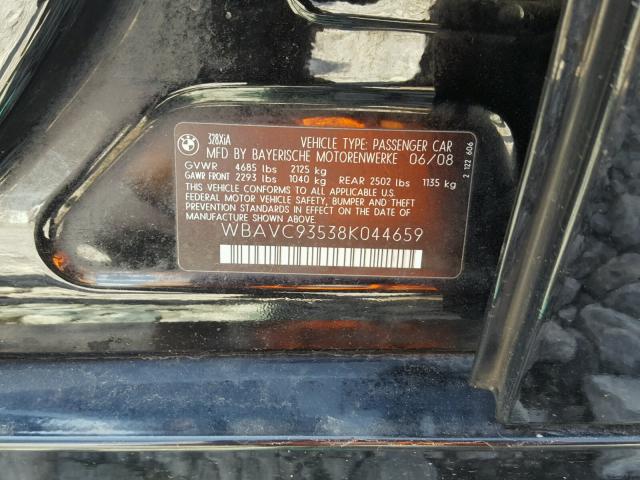 BMW
328XiA VEHICLE TYPE: PASSENGER CAR
MFD BY BAYERISCHE MOTORENWERKE 06/08
GVWR 4685 lbs 2125 kg
GAWR FRONT 2293 lbs 1040 kg REAR 2502 lbs 1135 kg
THIS VEHICLE CONFORMS TO ALL APPLICABLE U.S.
FEDERAL MOTOR VEHICLE SAFETY, BUMPER AND THEFT
PREVENTION STANDARDS IN EFFECT ON THE DATE OF
MANUFACTURE SHOWN ABOVE.
WBAVC93538K044659
2 122 606